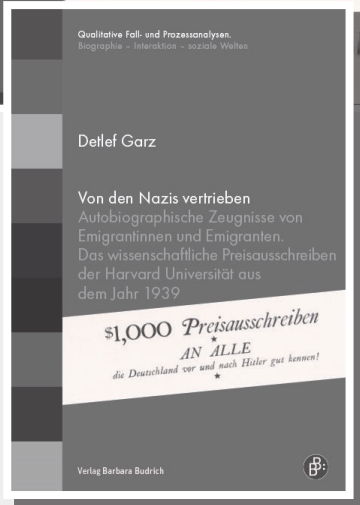 Qualitative Fall- und Prozessanalysen.
Biographie – Interaktion – soziale Welten
Detlef Garz
Von den Nazis vertrieben
Autobiographische Zeugnisse von
Emigrantinnen und Emigranten.
Das wissenschaftliche Preisausschreiben
der Harvard Universität aus
dem Jahr 1939
$1,000 Preisausschreiben
AN ALLE
die Deutschland vor und nach Hitler gut kennen!
Verlag Barbara Budrich